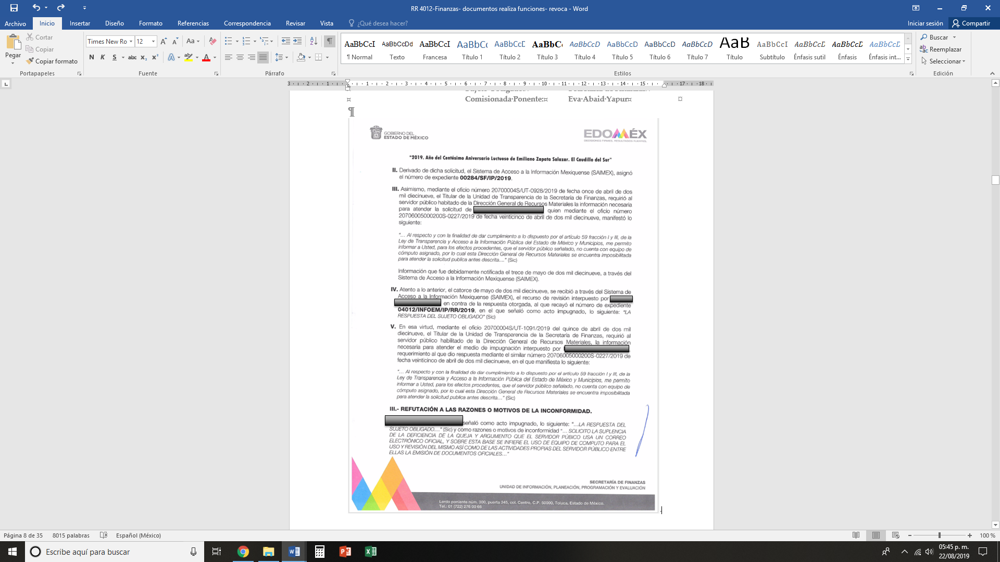 RR 4012-Finanzas- documentos realiza funciones- revoca - Word
Archivo Inicio Insertar Diseño Formato Referencias Correspondencia Revisar Vista ¿Qué desea hacer? Iniciar sesión Compartir
Pegar
Cortar
Copiar
Copiar formato
Portapapeles
Times New Ro 12
Fuente
Párrafo
AaBbCcI AaBbCcDd AaBbCcI AaBbCc AaBbCcD AaBbCc AaBbCcD AaBbCcD AaBbCcD AaBbCcD AaB AaBbCcI AaBbCcD AaBbCcD AaBbCcD
¶ Normal Texto Francesa Título 1 Título 2 Título 3 Título 4 Título 5 Título 6 Título 7 Título Subtítulo Énfasis sutil Énfasis Énfasis int...
Estilos
Buscar
Reemplazar
Seleccionar
Edición
3 2 1 1 2 3 4 5 6 7 8 9 10 11 12 13 14 15 17 18
Comisionada·Ponente:¤ Eva·Abaid·Yapur¤
¶
GOBIERNO DEL
ESTADO DE MÉXICO
EDOMÉX
DECISIONES FIRMES, RESULTADOS FUERTES.
"2019. Año del Centésimo Aniversario Luctuoso de Emiliano Zapata Salazar. El Caudillo del Sur"
II. Derivado de dicha solicitud, el Sistema de Acceso a la Información Mexiquense (SAIMEX), asignó
el número de expediente 00284/SF/IP/2019.
III. Asimismo, mediante el oficio número 20700004S/UT-0928/2019 de fecha once de abril de dos
mil diecinueve, el Titular de la Unidad de Transparencia de la Secretaría de Finanzas, requirió al
servidor público habitado de la Dirección General de Recursos Materiales la información necesaria
para atender la solicitud de quien mediante el oficio número
20706005000200S-0227/2019 de fecha veinticinco de abril de dos mil diecinueve, manifestó lo
siguiente:
"... Al respecto y con la finalidad de dar cumplimiento a lo dispuesto por el artículo 59 fracción I y III, de la
Ley de Transparencia y Acceso a la Información Pública del Estado de México y Municipios, me permito
informar a Usted, para los efectos procedentes, que el servidor público señalado, no cuenta con equipo de
cómputo asignado, por lo cual esta Dirección General de Recursos Materiales se encuentra imposibilitada
para atender la solicitud publica antes descrita...." (Sic)
Información que fue debidamente notificada el trece de mayo de dos mil diecinueve, a través del
Sistema de Acceso a la Información Mexiquense (SAIMEX).
IV. Atento a lo anterior, el catorce de mayo de dos mil diecinueve, se recibió a través del Sistema de
Acceso a la Información Mexiquense (SAIMEX), el recurso de revisión interpuesto por
en contra de la respuesta otorgada, al que recayó el número de expediente
04012/INFOEM/IP/RR/2019, en el que señaló como acto impugnado, lo siguiente: "LA
RESPUESTA DEL SUJETO OBLIGADO" (Sic)
V. En esa virtud, mediante el oficio 20700004S/UT-1091/2019 del quince de abril de dos mil
diecinueve, el Titular de la Unidad de Transparencia de la Secretaría de Finanzas, requirió al
servidor público habilitado de la Dirección General de Recursos Materiales, la información
necesaria para atender el medio de impugnación interpuesto por
requerimiento al que dio respuesta mediante el similar número 20706005000200S-0227/2019 de
fecha veinticinco de abril de dos mil diecinueve, en el que manifiesta lo siguiente:
"... Al respecto y con la finalidad de dar cumplimiento a lo dispuesto por el artículo 59 fracción I y III, de la
Ley de Transparencia y Acceso a la Información Pública del Estado de México y Municipios, me permito
informar a Usted, para los efectos procedentes, que el servidor público señalado, no cuenta con equipo de
cómputo asignado, por lo cual esta Dirección General de Recursos Materiales se encuentra imposibilitada
para atender la solicitud publica antes descrita..." (Sic)
III.- REFUTACIÓN A LAS RAZONES O MOTIVOS DE LA INCONFORMIDAD.
señaló como acto impugnado, lo siguiente: "...LA RESPUESTA DEL
SUJETO OBLIGADO...." (Sic) y como razones o motivos de inconformidad "... SOLICITO LA SUPLENCIA
DE LA DEFICIENCIA DE LA QUEJA Y ARGUMENTO QUE EL SERVIDOR PÚBICO USA UN CORREO
ELECTRÓNICO OFICIAL, Y SOBRE ESTA BASE SE INFIERE EL USO DE EQUIPO DE COMPUTO PARA EL
USO Y REVISIÓN DEL MISMO ASÍ COMO DE LAS ACTIVIDADES PROPIAS DEL SERVIDOR PÚBLICO ENTRE
ELLAS LA EMISIÓN DE DOCUMENTOS OFICIALES..."
SECRETARÍA DE FINANZAS
UNIDAD DE INFORMACIÓN, PLANEACIÓN, PROGRAMACIÓN Y EVALUACIÓN
Lerdo poniente núm. 300, puerta 345, col. Centro, C.P. 50000, Toluca, Estado de México.
Tel.: 01 (722) 276 00 66
Página 8 de 35 8015 palabras Español (México) 100 %
Escribe aquí para buscar
05:45 p. m.
22/08/2019